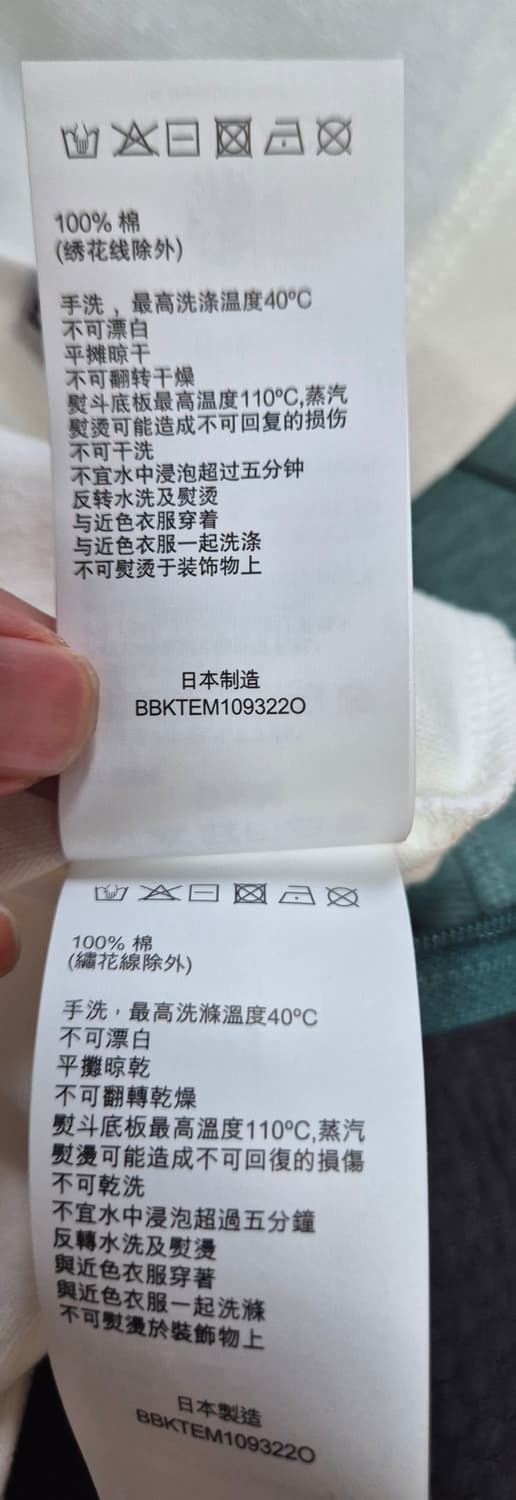 100% 棉
(绣花线除外)
手洗，最高洗涤温度40ºC
不可漂白
平摊晾干
不可翻转干燥
熨斗底板最高温度110ºC,蒸汽
熨烫可能造成不可回复的损伤
不可干洗
不宜水中浸泡超过五分钟
反转水洗及熨烫
与近色衣服穿着
与近色衣服一起洗涤
不可熨烫于装饰物上
日本制造
BBKTEM109322O
100% 棉
(繡花線除外)
手洗，最高洗滌溫度40ºC
不可漂白
平攤晾乾
不可翻轉乾燥
熨斗底板最高溫度110ºC,蒸汽
熨燙可能造成不可回復的損傷
不可乾洗
不宜水中浸泡超過五分鐘
反轉水洗及熨燙
與近色衣服穿著
與近色衣服一起洗滌
不可熨燙於裝飾物上
日本製造
BBKTEM109322O